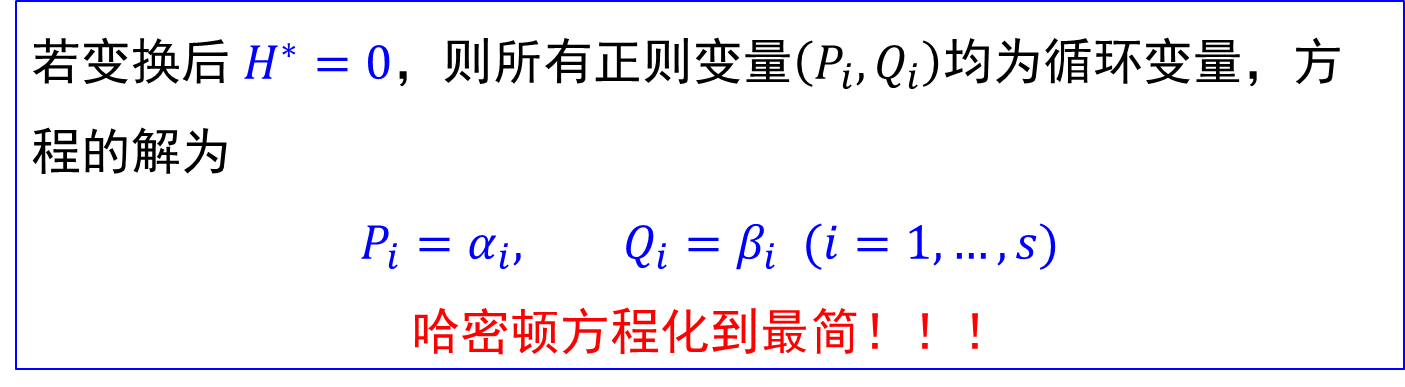 若变换后 𝐻* = 0，则所有正则变量(𝑃ᵢ, 𝑄ᵢ)均为循环变量，方
程的解为
𝑃ᵢ = 𝛼ᵢ, 𝑄ᵢ = 𝛽ᵢ (𝑖 = 1, … , 𝑠)
哈密顿方程化到最简！！！